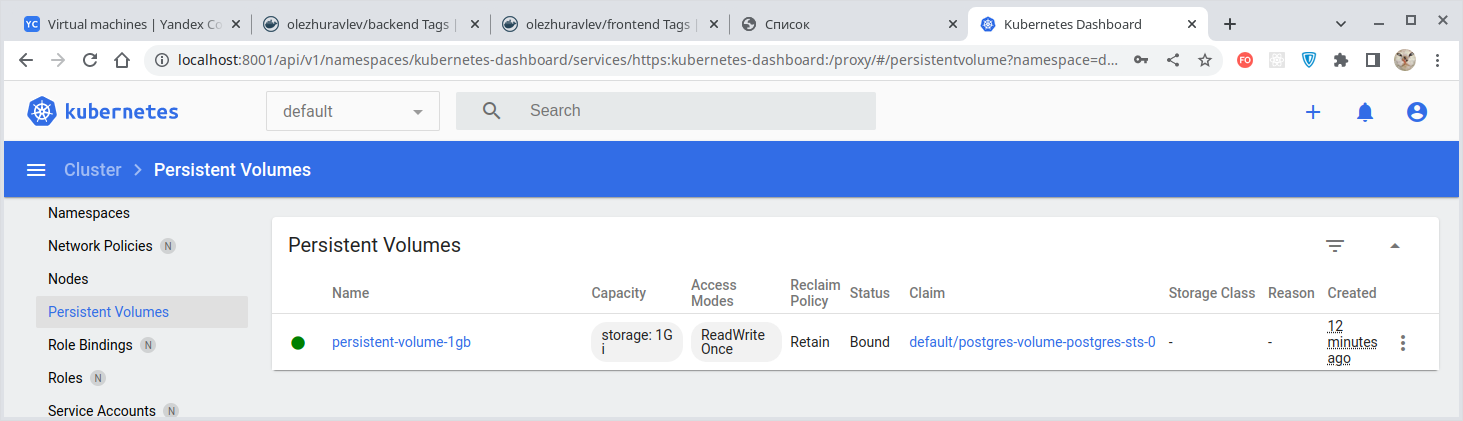 YC Virtual machines | Yandex Co olezhuravlev/backend Tags | olezhuravlev/frontend Tags | Список Kubernetes Dashboard
localhost:8001/api/v1/namespaces/kubernetes-dashboard/services/https:kubernetes-dashboard:/proxy/#/persistentvolume?namespace=d... FO
kubernetes default Search
Cluster Persistent Volumes
Namespaces
Network Policies N
Nodes
Persistent Volumes
Role Bindings N
Roles N
Service Accounts N
Persistent Volumes
Name Capacity Access Modes Reclaim Policy Status Claim Storage Class Reason Created
persistent-volume-1gb storage: 1Gi ReadWriteOnce Retain Bound default/postgres-volume-postgres-sts-0 - - 12 minutes ago